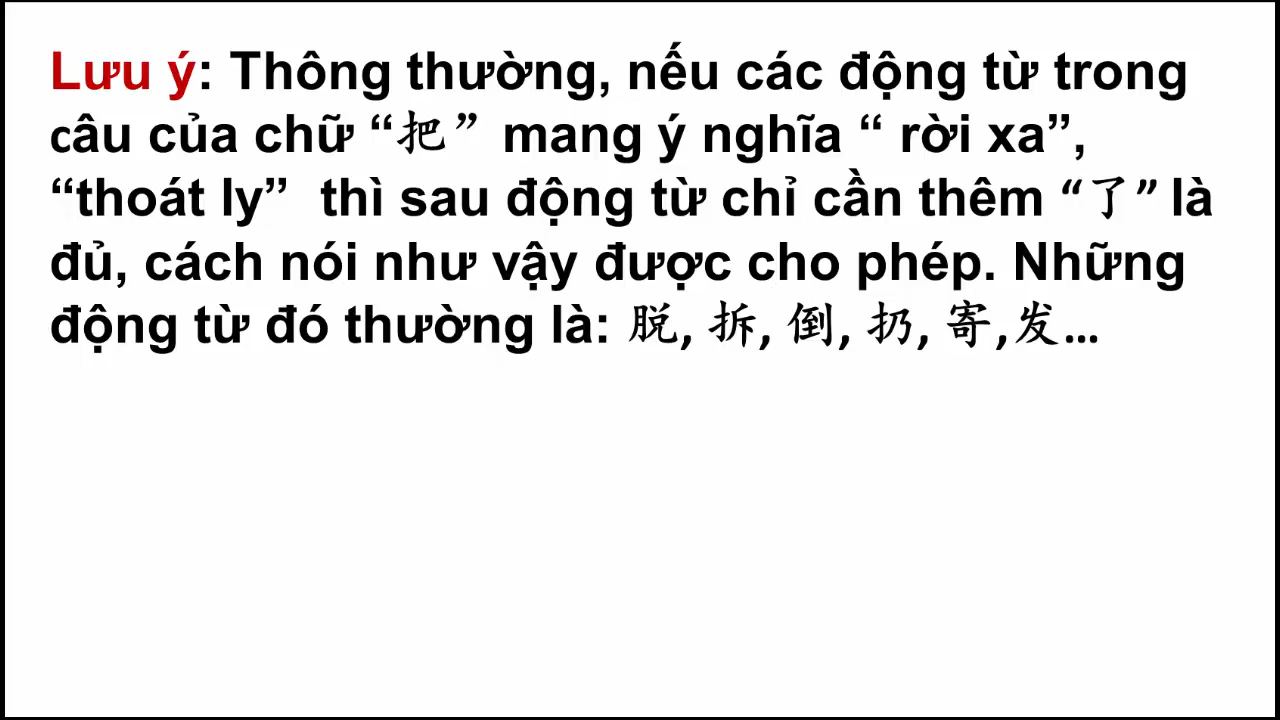 Lưu ý: Thông thường, nếu các động từ trong
câu của chữ “把” mang ý nghĩa “ rời xa”,
“thoát ly” thì sau động từ chỉ cần thêm “了” là
đủ, cách nói như vậy được cho phép. Những
động từ đó thường là: 脱, 拆, 倒, 扔, 寄,发…